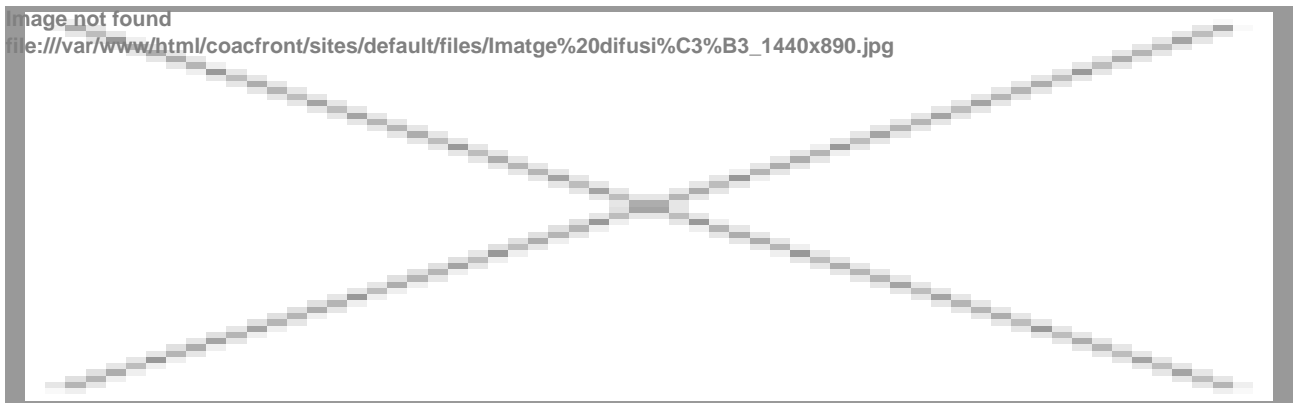 Image not found
file:///var/www/html/coacfront/sites/default/files/Imatge%20difusi%C3%B3_1440x890.jpg